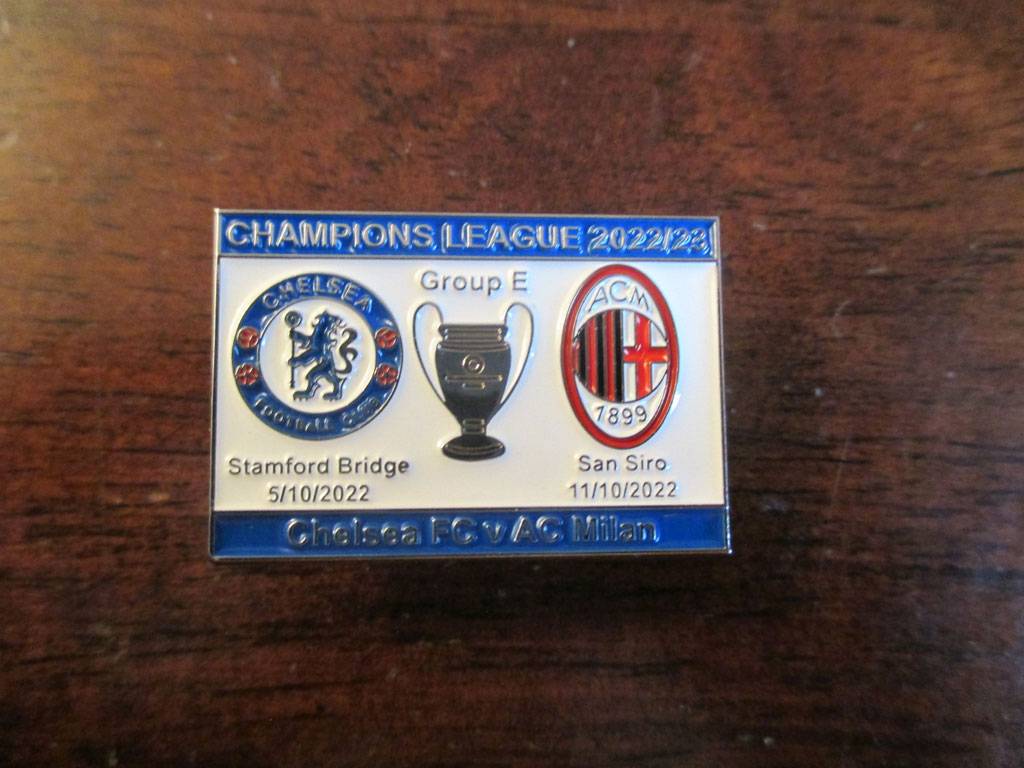 CHAMPIONS LEAGUE 2022/23
Group E
CHELSEA
FOOTBALL CLUB
ACM
1899
Stamford Bridge
5/10/2022
San Siro
11/10/2022
Chelsea FC v AC Milan